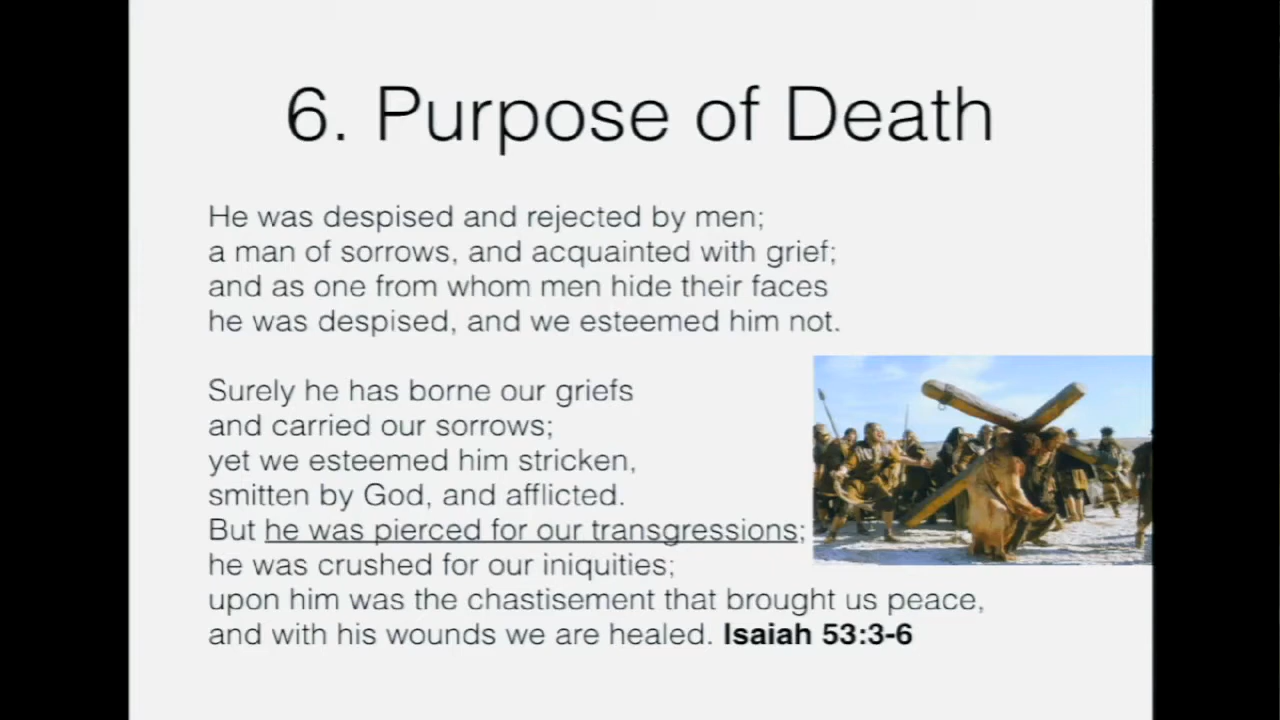 6. Purpose of Death
He was despised and rejected by men;
a man of sorrows, and acquainted with grief;
and as one from whom men hide their faces
he was despised, and we esteemed him not.
Surely he has borne our griefs
and carried our sorrows;
yet we esteemed him stricken,
smitten by God, and afflicted.
But he was pierced for our transgressions;
he was crushed for our iniquities;
upon him was the chastisement that brought us peace,
and with his wounds we are healed. Isaiah 53:3-6